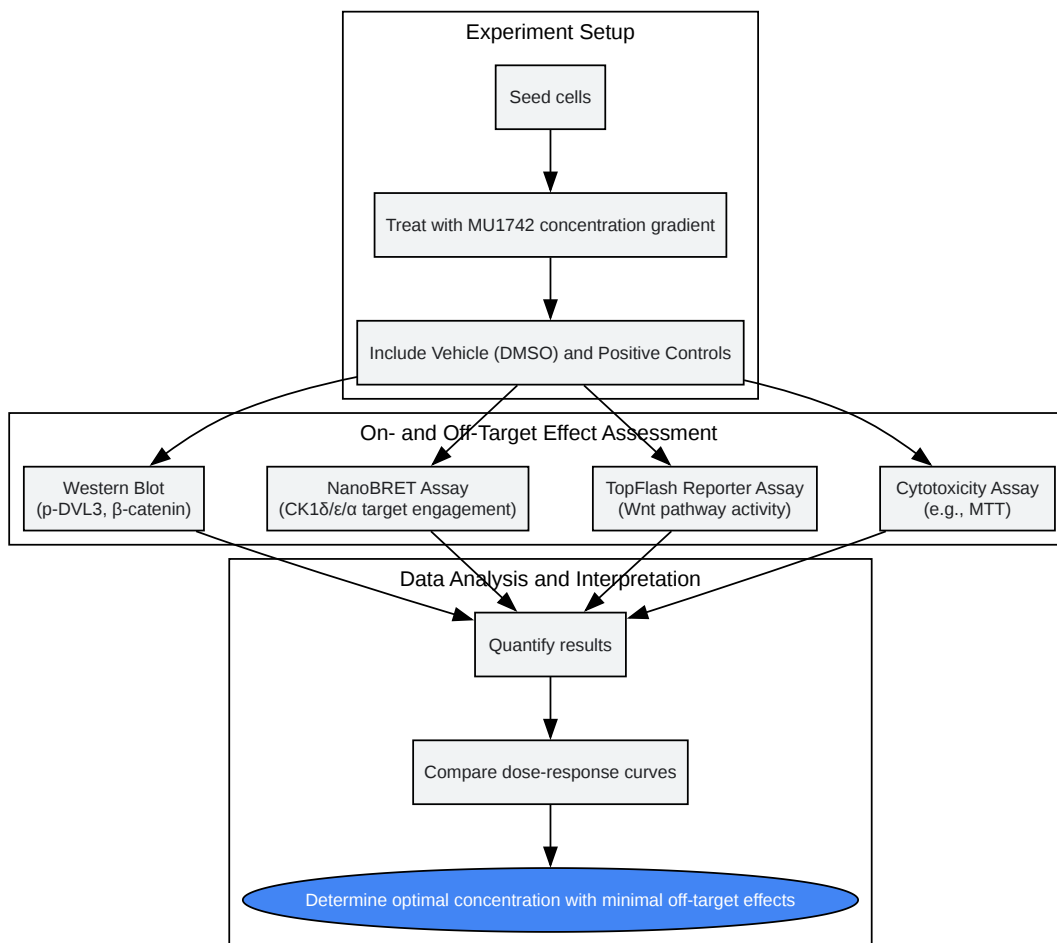 Experiment Setup
Seed cells
Treat with MU1742 concentration gradient
Include Vehicle (DMSO) and Positive Controls
On- and Off-Target Effect Assessment
Western Blot
(p-DVL3, β-catenin)
NanoBRET Assay
(CK1δ/ε/α target engagement)
TopFlash Reporter Assay
(Wnt pathway activity)
Cytotoxicity Assay
(e.g., MTT)
Data Analysis and Interpretation
Quantify results
Compare dose-response curves
Determine optimal concentration with minimal off-target effects